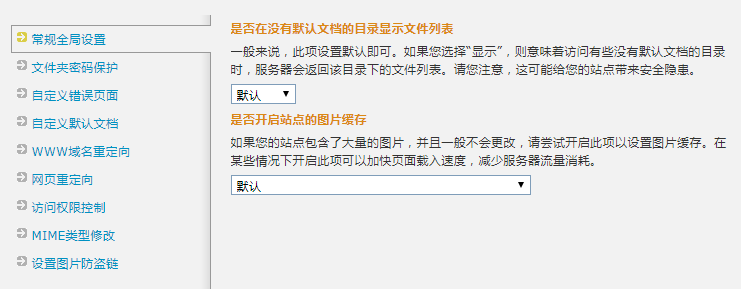 常规全局设置
文件夹密码保护
自定义错误页面
自定义默认文档
WWW域名重定向
网页重定向
访问权限控制
MIME类型修改
设置图片防盗链
是否在没有默认文档的目录显示文件列表
一般来说，此项设置默认即可。如果您选择“显示”，则意味着访问有些没有默认文档的目录
时，服务器会返回该目录下的文件列表。请您注意，这可能给您的站点带来安全隐患。
默认
是否开启站点的图片缓存
如果您的站点包含了大量的图片，并且一般不会更改，请尝试开启此项以设置图片缓存。在
某些情况下开启此项可以加快页面载入速度，减少服务器流量消耗。
默认